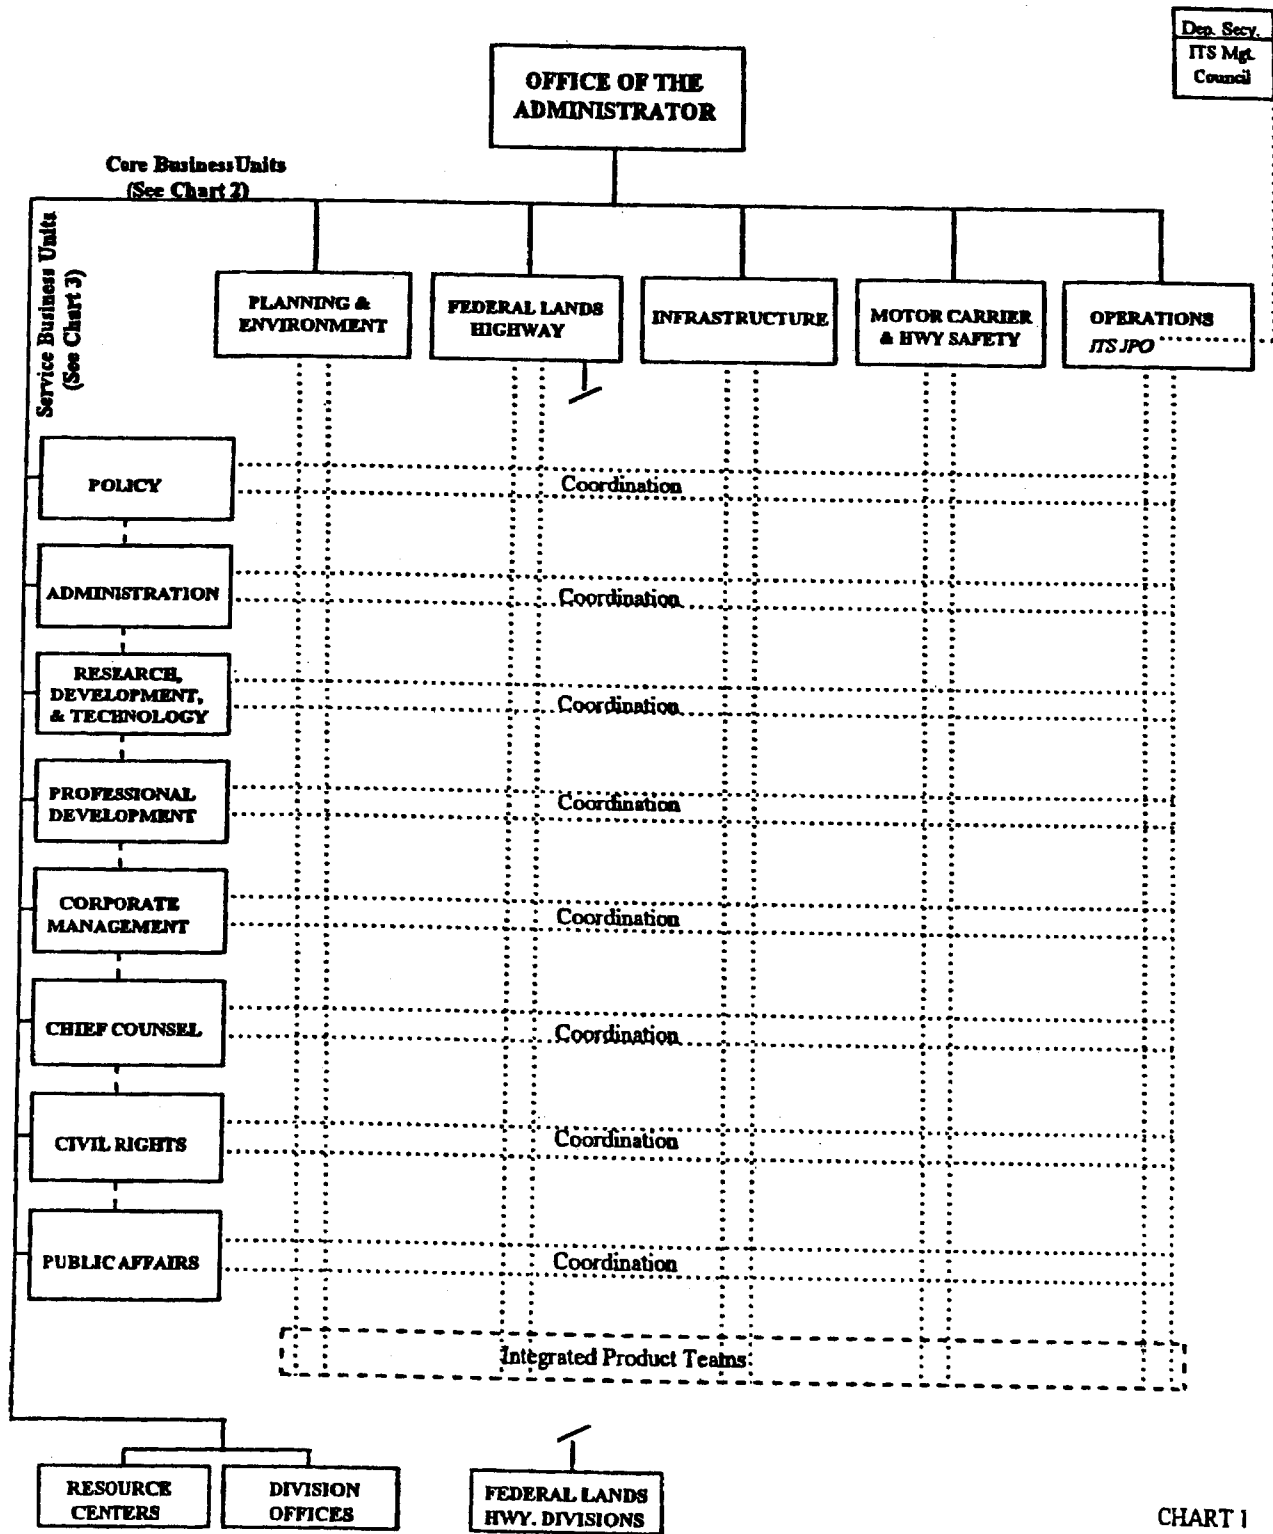 Dep. Secy.
ITS Mgt.
Council
OFFICE OF THE
ADMINISTRATOR
Core Business Units
(See Chart 2)
Service Business Units
(See Chart 3)
PLANNING &
ENVIRONMENT
FEDERAL LANDS
HIGHWAY
INFRASTRUCTURE
MOTOR CARRIER
& HWY SAFETY
OPERATIONS
ITS JPO
POLICY
Coordination
ADMINISTRATION
Coordination
RESEARCH,
DEVELOPMENT,
& TECHNOLOGY
Coordination
PROFESSIONAL
DEVELOPMENT
Coordination
CORPORATE
MANAGEMENT
Coordination
CHIEF COUNSEL
Coordination
CIVIL RIGHTS
Coordination
PUBLIC AFFAIRS
Coordination
Integrated Product Teams
RESOURCE
CENTERS
DIVISION
OFFICES
FEDERAL LANDS
HWY. DIVISIONS
CHART 1